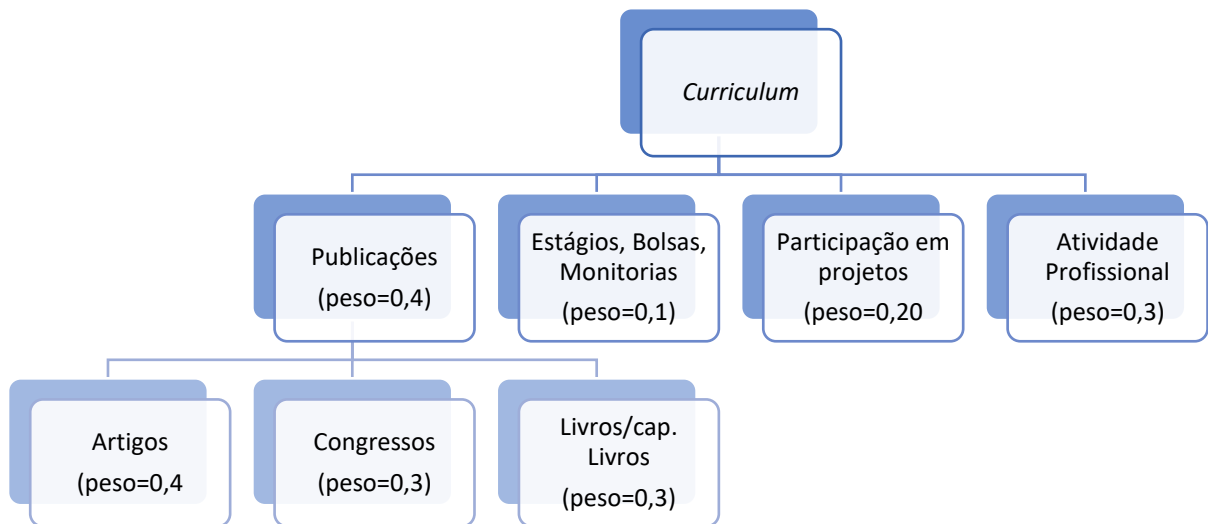 Curriculum
Publicações
(peso=0,4)
Estágios, Bolsas,
Monitorias
(peso=0,1)
Participação em
projetos
(peso=0,20
Atividade
Profissional
(peso=0,3)
Artigos
(peso=0,4
Congressos
(peso=0,3)
Livros/cap.
Livros
(peso=0,3)